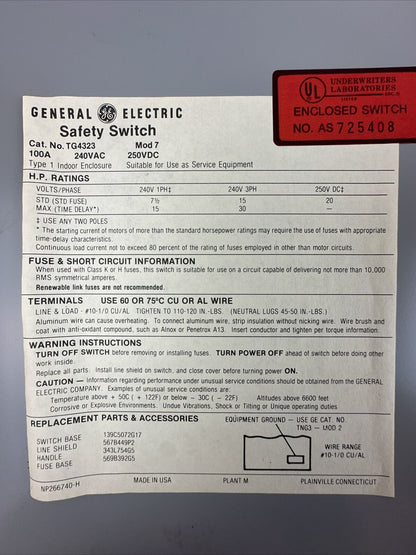 UL
UNDERWRITERS
LABORATORIES
INC. ®
LISTED
ENCLOSED SWITCH
NO. AS 725408
GENERAL GE ELECTRIC
Safety Switch
Cat. No. TG4323 Mod 7
100A 240VAC 250VDC
Type 1 Indoor Enclosure Suitable for Use as Service Equipment
H.P. RATINGS
VOLTS/PHASE 240V 1PH‡ 240V 3PH 250V DC‡
STD (STD FUSE) 7½ 15 20
MAX (TIME DELAY)* 15 30 —
‡ USE ANY TWO POLES
* The starting current of motors of more than the standard horsepower ratings may require the use of fuses with appropriate
time-delay characteristics.
Continuous load current not to exceed 80 percent of the rating of fuses employed in other than motor circuits.
FUSE & SHORT CIRCUIT INFORMATION
When used with Class K or H fuses, this switch is suitable for use on a circuit capable of delivering not more than 10,000
RMS symmetrical amperes.
Renewable link fuses are not recommended.
TERMINALS USE 60 OR 75°C CU OR AL WIRE
LINE & LOAD - #10-1/0 CU/AL TIGHTEN TO 110-120 IN.-LBS. (NEUTRAL LUGS 45-50 IN.-LBS.)
Aluminum wire can cause overheating. To connect aluminum wire, strip insulation without nicking wire. Wire brush and
coat with anti-oxidant compound, such as Alnox or Penetrox A13. Insert conductor and tighten per torque information.
WARNING INSTRUCTIONS
TURN OFF SWITCH before removing or installing fuses. TURN POWER OFF ahead of switch before doing other
work inside.
Replace all parts. Install line shield on switch, and close cover before turning power ON.
CAUTION — Information regarding performance under unusual service conditions should be obtained from the GENERAL
ELECTRIC COMPANY. Examples of unusual service conditions are:
Temperature above + 50C ( + 122F) or below – 30C ( – 22F) Altitudes above 6600 feet
Corrosive or Explosive Environments. Undue Vibrations, Shock or Tilting or Unique operating duties
REPLACEMENT PARTS & ACCESSORIES
SWITCH BASE 139C5072G17
LINE SHIELD 567B449P2
HANDLE 343L754G5
FUSE BASE 569B392G5
EQUIPMENT GROUND — USE GE CAT. NO.
TNG3 - UOD 2
WIRE RANGE
#10-1/0 CU/AL
NP266740-H MADE IN USA PLANT M PLAINVILLE CONNECTICUT